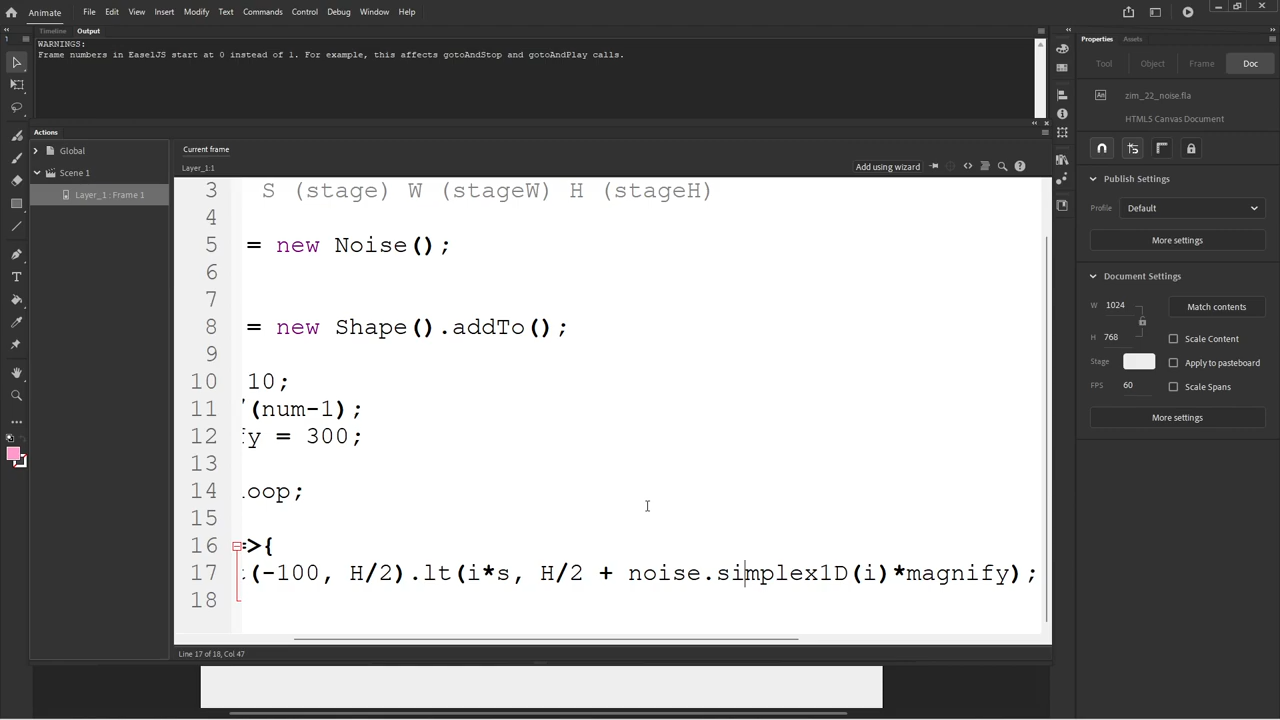 Animate File Edit View Insert Modify Text Commands Control Debug Window Help
Timeline Output
WARNINGS:
Frame numbers in EaselJS start at 0 instead of 1. For example, this affects gotoAndStop and gotoAndPlay calls.
Actions
Global
Scene 1
Layer_1 : Frame 1
Current frame
Layer_1:1
Add using wizard
3 S (stage) W (stageW) H (stageH)
4
5 = new Noise();
6
7
8 = new Shape().addTo();
9
10 10;
11 /(num-1);
12 fy = 300;
13
14 loop;
15
16 =>{
17 t(-100, H/2).lt(i*s, H/2 + noise.simplex1D(i)*magnify);
18
Line 17 of 18, Col 47
Properties Assets
Tool Object Frame Doc
An zim_22_noise.fla
HTML5 Canvas Document
Publish Settings
Profile Default
More settings
Document Settings
W 1024 Match contents
H 768 Scale Content
Stage Apply to pasteboard
FPS 60 Scale Spans
More settings